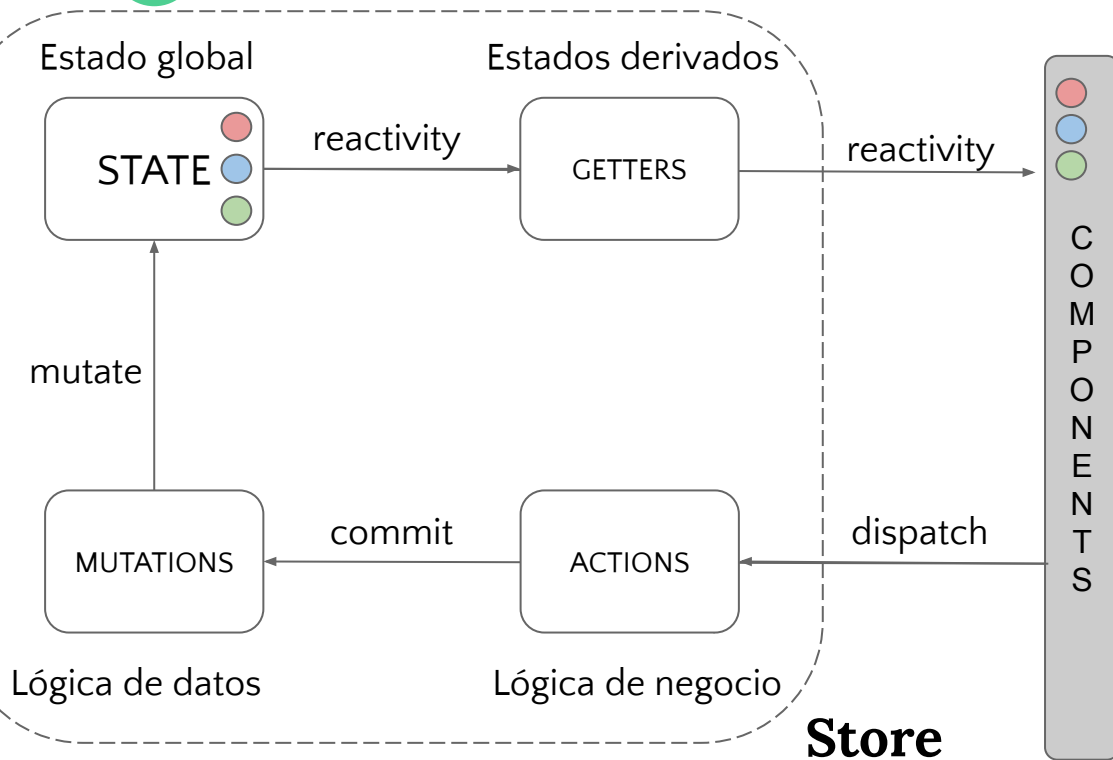 Estado global
Estados derivados
STATE
reactivity
GETTERS
reactivity
COMPONENTS
mutate
MUTATIONS
commit
ACTIONS
dispatch
Lógica de datos
Lógica de negocio
Store